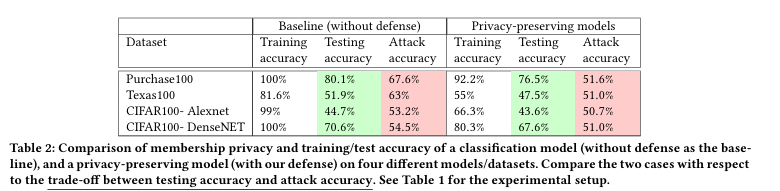 Baseline (without defense) Privacy-preserving models
Dataset Training Testing Attack Training Testing Attack
accuracy accuracy accuracy accuracy accuracy accuracy
Purchase100 100% 80.1% 67.6% 92.2% 76.5% 51.6%
Texas100 81.6% 51.9% 63% 55% 47.5% 51.0%
CIFAR100- Alexnet 99% 44.7% 53.2% 66.3% 43.6% 50.7%
CIFAR100- DenseNET 100% 70.6% 54.5% 80.3% 67.6% 51.0%
Table 2: Comparison of membership privacy and training/test accuracy of a classification model (without defense as the base-
line), and a privacy-preserving model (with our defense) on four different models/datasets. Compare the two cases with respect
to the trade-off between testing accuracy and attack accuracy. See Table 1 for the experimental setup.